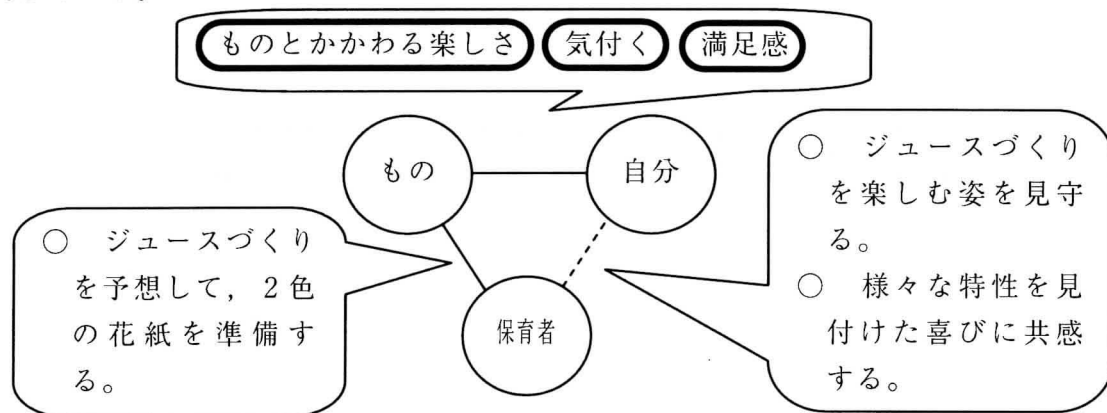 ものとかかわる楽しさ 気付く 満足感
もの
自分
保育者
○ ジュースづくり
を予想して，2色
の花紙を準備す
る。
○ ジュースづくり
を楽しむ姿を見守
る。
○ 様々な特性を見
付けた喜びに共感
する。